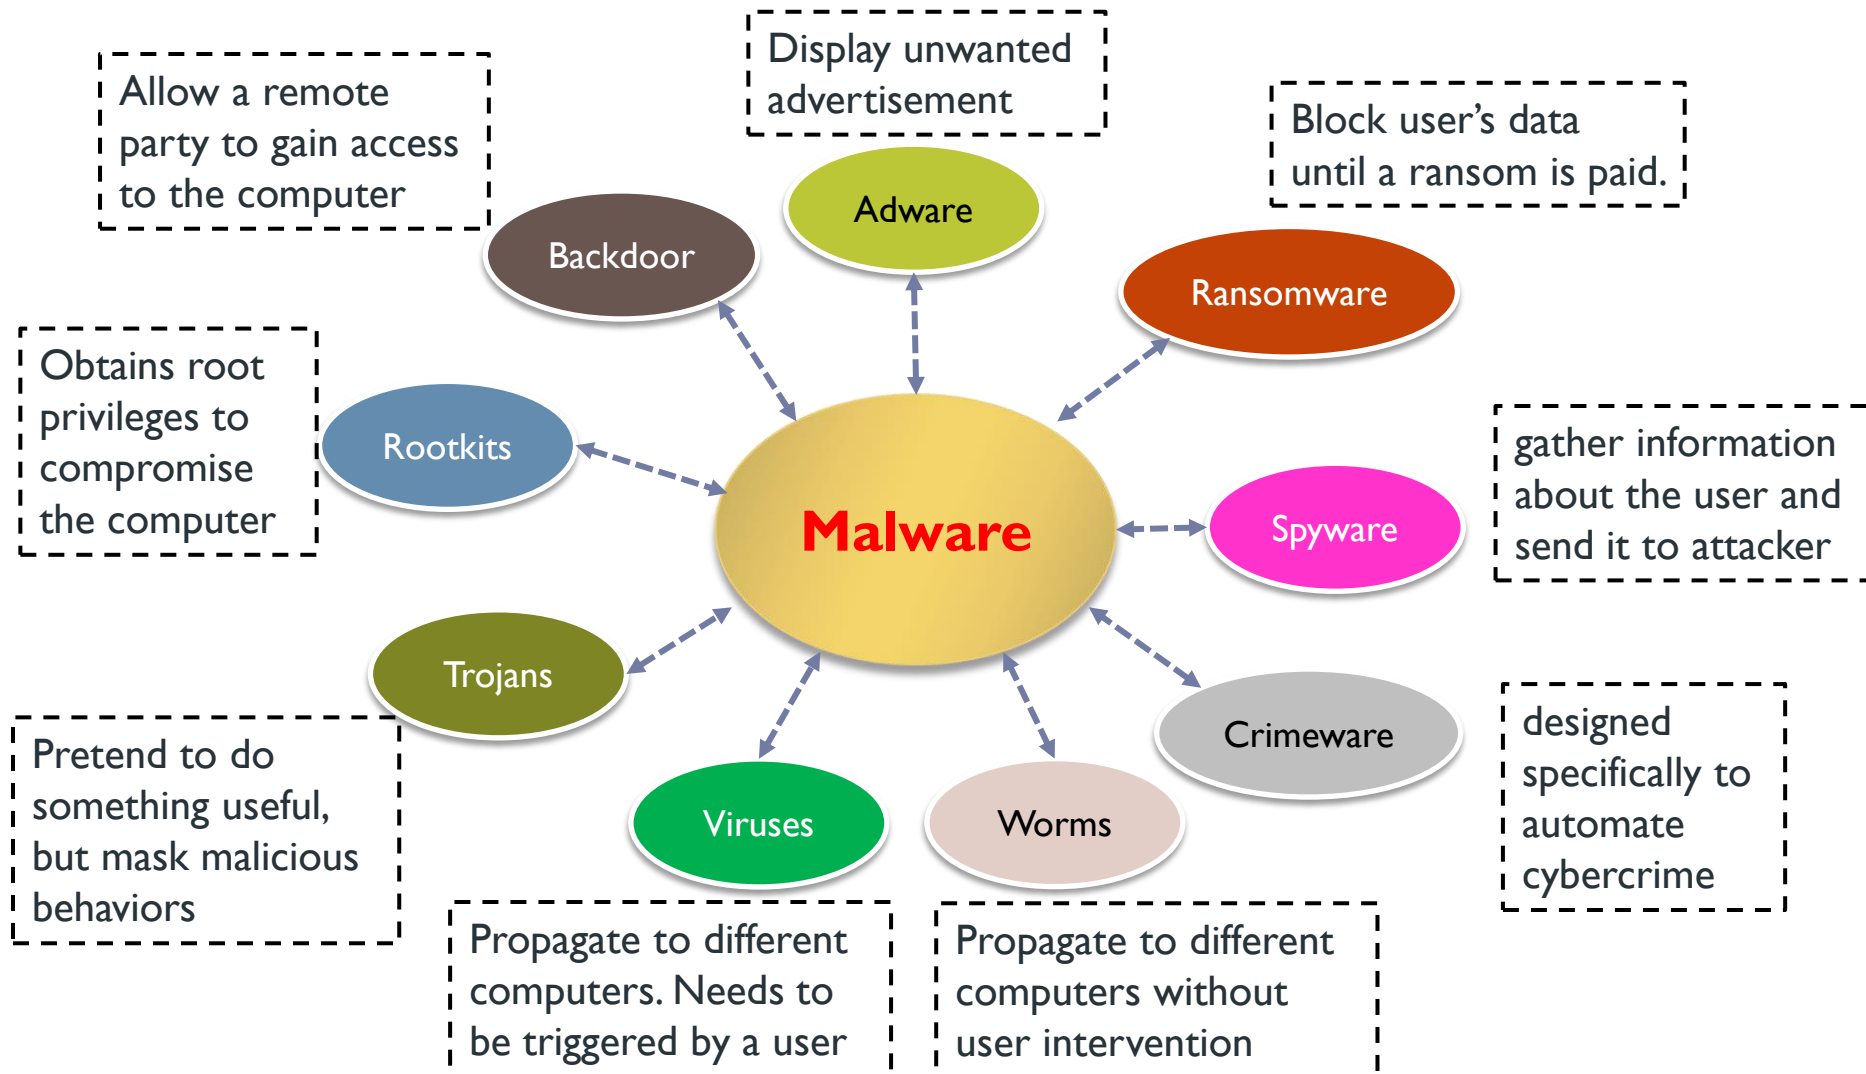 Display unwanted
advertisement
Allow a remote
party to gain access
to the computer
Block user’s data
until a ransom is paid.
Adware
Backdoor
Ransomware
Obtains root
privileges to
compromise
the computer
Rootkits
gather information
about the user and
send it to attacker
Malware
Spyware
Trojans
Crimeware
designed
specifically to
automate
cybercrime
Pretend to do
something useful,
but mask malicious
behaviors
Viruses
Worms
Propagate to different
computers. Needs to
be triggered by a user
Propagate to different
computers without
user intervention